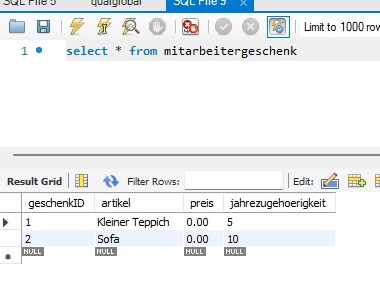 SQL File 5 qualglobal SQL File 9
Limit to 1000 row
1 select * from mitarbeitergeschenk
Result Grid Filter Rows: Edit:
geschenkID artikel preis jahrezugehoerigkeit
1 Kleiner Teppich 0.00 5
2 Sofa 0.00 10
NULL NULL NULL NULL